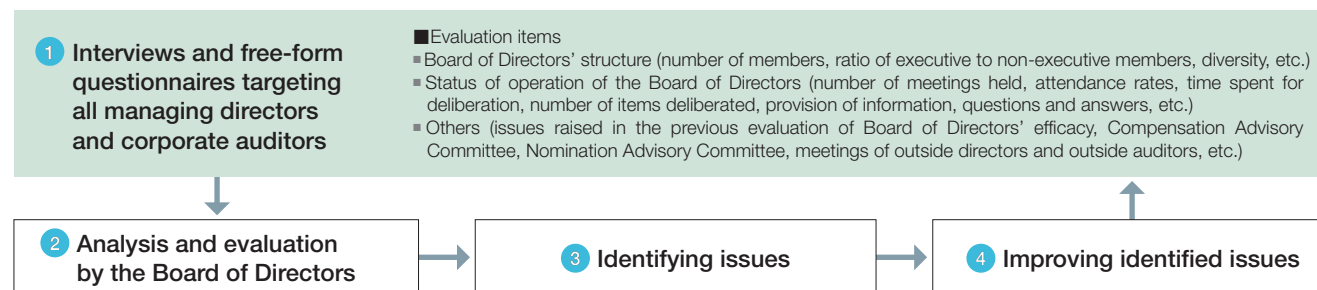 1 Interviews and free-form
questionnaires targeting
all managing directors
and corporate auditors
■Evaluation items
■Board of Directors' structure (number of members, ratio of executive to non-executive members, diversity, etc.)
■Status of operation of the Board of Directors (number of meetings held, attendance rates, time spent for
deliberation, number of items deliberated, provision of information, questions and answers, etc.)
■Others (issues raised in the previous evaluation of Board of Directors' efficacy, Compensation Advisory
Committee, Nomination Advisory Committee, meetings of outside directors and outside auditors, etc.)
2 Analysis and evaluation
by the Board of Directors
3 Identifying issues
4 Improving identified issues